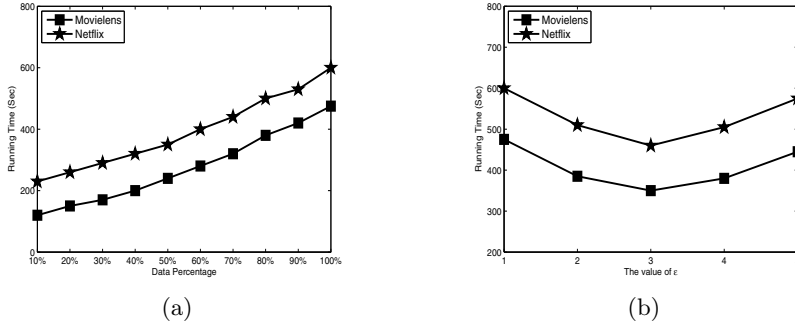 800
600
400
200
0
Running Time (Sec)
Movielens
Netflix
10% 20% 30% 40% 50% 60% 70% 80% 90% 100%
Data Percentage
(a)
800
700
600
500
400
300
200
Running Time (Sec)
Movielens
Netflix
1 2 3 4
The value of ε
(b)